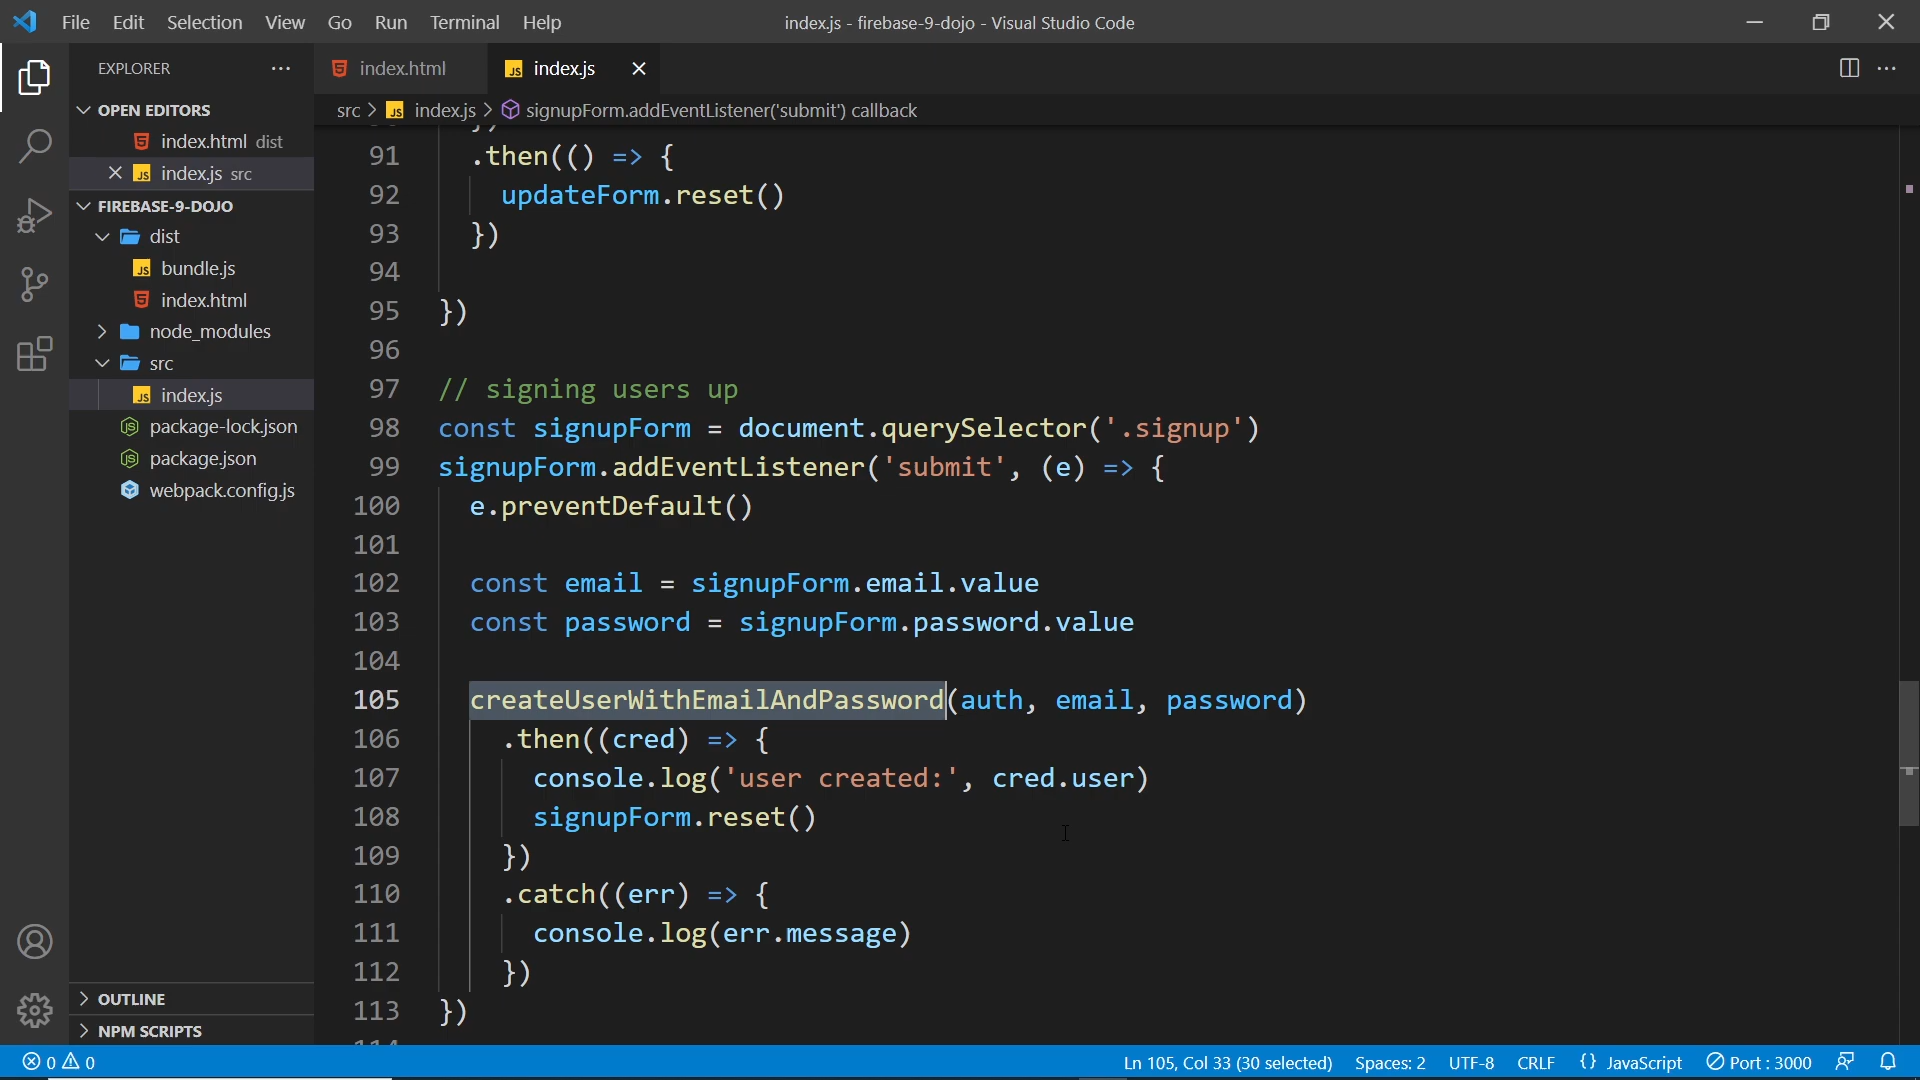 File Edit Selection View Go Run Terminal Help
index.js - firebase-9-dojo - Visual Studio Code
EXPLORER
OPEN EDITORS
index.html dist
index.js src
FIREBASE-9-DOJO
dist
bundle.js
index.html
node_modules
src
index.js
package-lock.json
package.json
webpack.config.js
OUTLINE
NPM SCRIPTS
index.html
index.js
src > index.js > signupForm.addEventListener('submit') callback
91 .then(() => {
92 updateForm.reset()
93 })
94
95 })
96
97 // signing users up
98 const signupForm = document.querySelector('.signup')
99 signupForm.addEventListener('submit', (e) => {
100 e.preventDefault()
101
102 const email = signupForm.email.value
103 const password = signupForm.password.value
104
105 createUserWithEmailAndPassword(auth, email, password)
106 .then((cred) => {
107 console.log('user created:', cred.user)
108 signupForm.reset()
109 })
110 .catch((err) => {
111 console.log(err.message)
112 })
113 })
0 0
Ln 105, Col 33 (30 selected) Spaces: 2 UTF-8 CRLF {} JavaScript Port : 3000